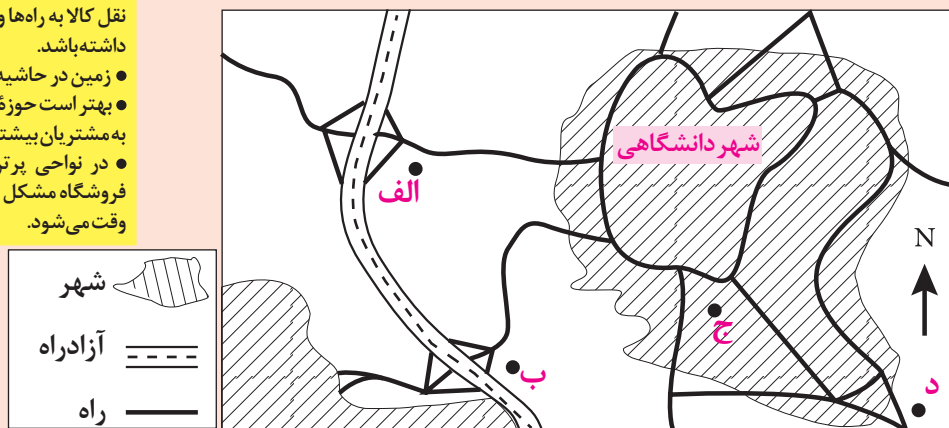 نقل کالا به راه‌ها و
داشته‌باشد.
● زمین در حاشیه
● بهتر است حوزهٔ
به مشتریان بیشتر
● در نواحی پرتر
فروشگاه مشکل
وقت می‌شود.
شهر دانشگاهی
الف
ب
ج
د
N
شهر
آزادراه
راه